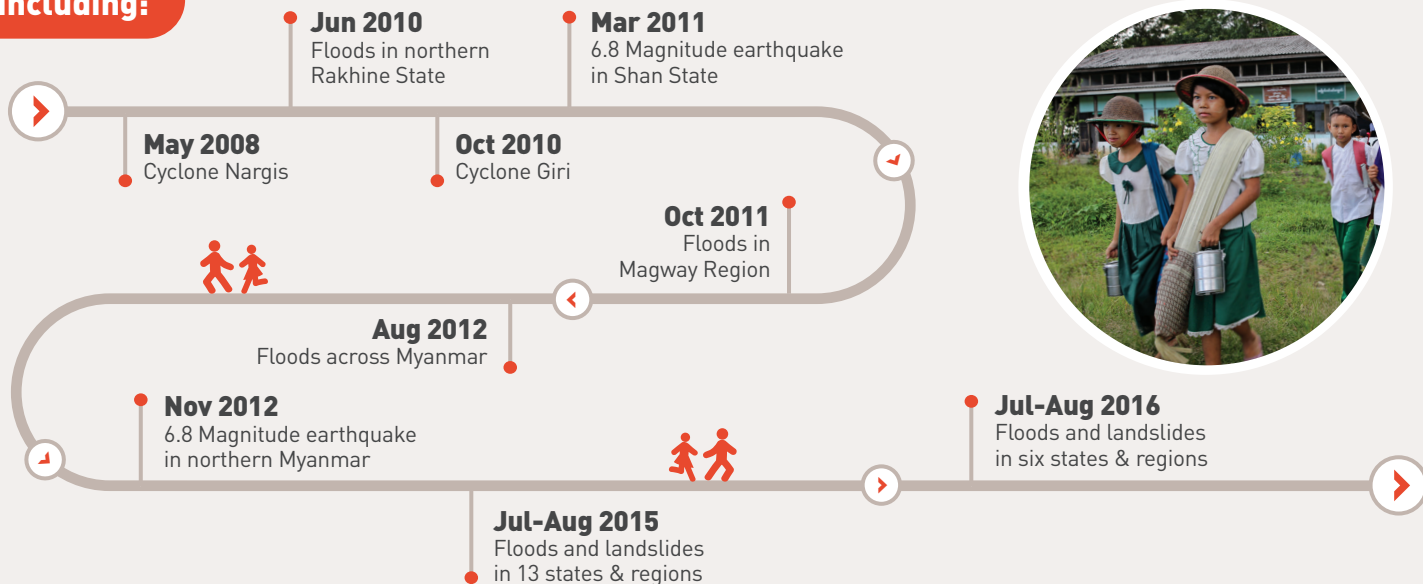 including:
Jun 2010
Floods in northern
Rakhine State
Mar 2011
6.8 Magnitude earthquake
in Shan State
May 2008
Cyclone Nargis
Oct 2010
Cyclone Giri
Oct 2011
Floods in
Magway Region
Aug 2012
Floods across Myanmar
Nov 2012
6.8 Magnitude earthquake
in northern Myanmar
Jul-Aug 2016
Floods and landslides
in six states & regions
Jul-Aug 2015
Floods and landslides
in 13 states & regions